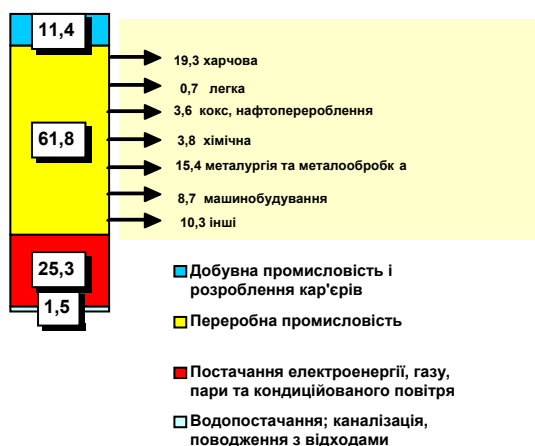 11,4
19,3 харчова
0,7 легка
3,6 кокс, нафтоперероблення
61,8
3,8 хімічна
15,4 металургія та металообробк а
8,7 машинобудування
10,3 інші
25,3
1,5
Добувна промисловість і
розроблення кар'єрів
Переробна промисловість
Постачання електроенергії, газу,
пари та кондиційованого повітря
Водопостачання; каналізація,
поводження з відходами